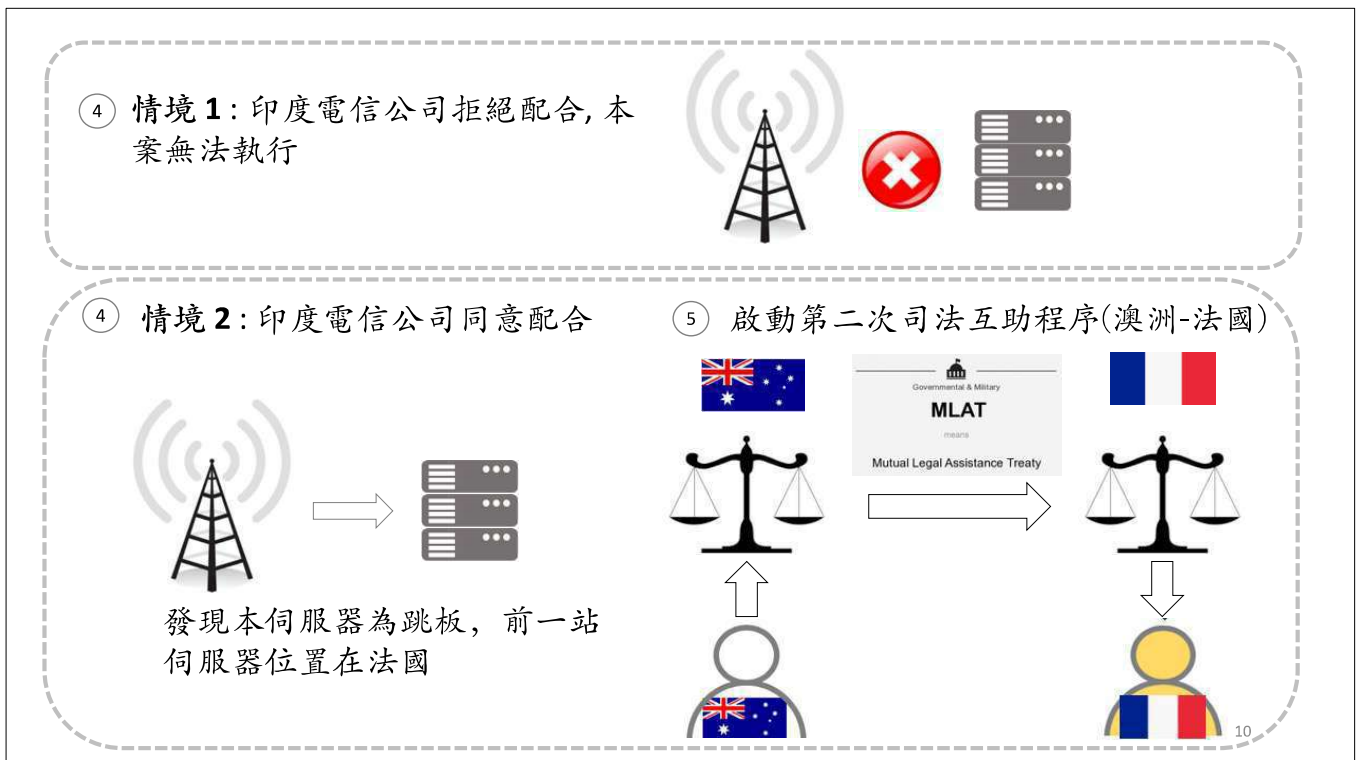 ④ 情境 1 : 印度電信公司拒絕配合, 本
案無法執行
④ 情境 2 : 印度電信公司同意配合
發現本伺服器為跳板，前一站
伺服器位置在法國
⑤ 啟動第二次司法互助程序(澳洲-法國)
Governmental & Military
MLAT
means
Mutual Legal Assistance Treaty
10